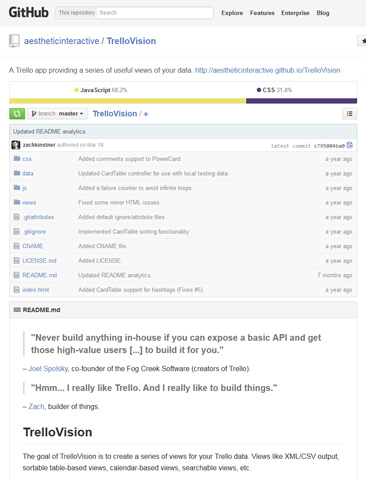 GitHub This repository Search Explore Features Enterprise Blog
aestheticinteractive / TrelloVision
A Trello app providing a series of useful views of your data. http://aestheticinteractive.github.io/TrelloVision
JavaScript 68.2% CSS 31.8%
branch: master TrelloVision / +
Updated README analytics.
zachkinstner authored on Mar 18 latest commit c795004ba0
css Added comments support to PowerCard. a year ago
data Updated CardTable controller for use with local testing data. a year ago
js Added a failure counter to avoid infinite loops. a year ago
views Fixed some minor HTML issues. a year ago
.gitattributes Added default ignore/attribute files. a year ago
.gitignore Implemented CardTable sorting functionality. a year ago
CNAME Added CNAME file. a year ago
LICENSE.md Added LICENSE. a year ago
README.md Updated README analytics. 7 months ago
index.html Added CardTable support for hashtags (Fixes #5). a year ago
README.md
"Never build anything in-house if you can expose a basic API and get
those high-value users [...] to build it for you."
– Joel Spolsky, co-founder of the Fog Creek Software (creators of Trello).
"Hmm... I really like Trello. And I really like to build things."
– Zach, builder of things.
TrelloVision
The goal of TrelloVision is to create a series of views for your Trello data. Views like XML/CSV output,
sortable table-based views, calendar-based views, searchable views, etc.